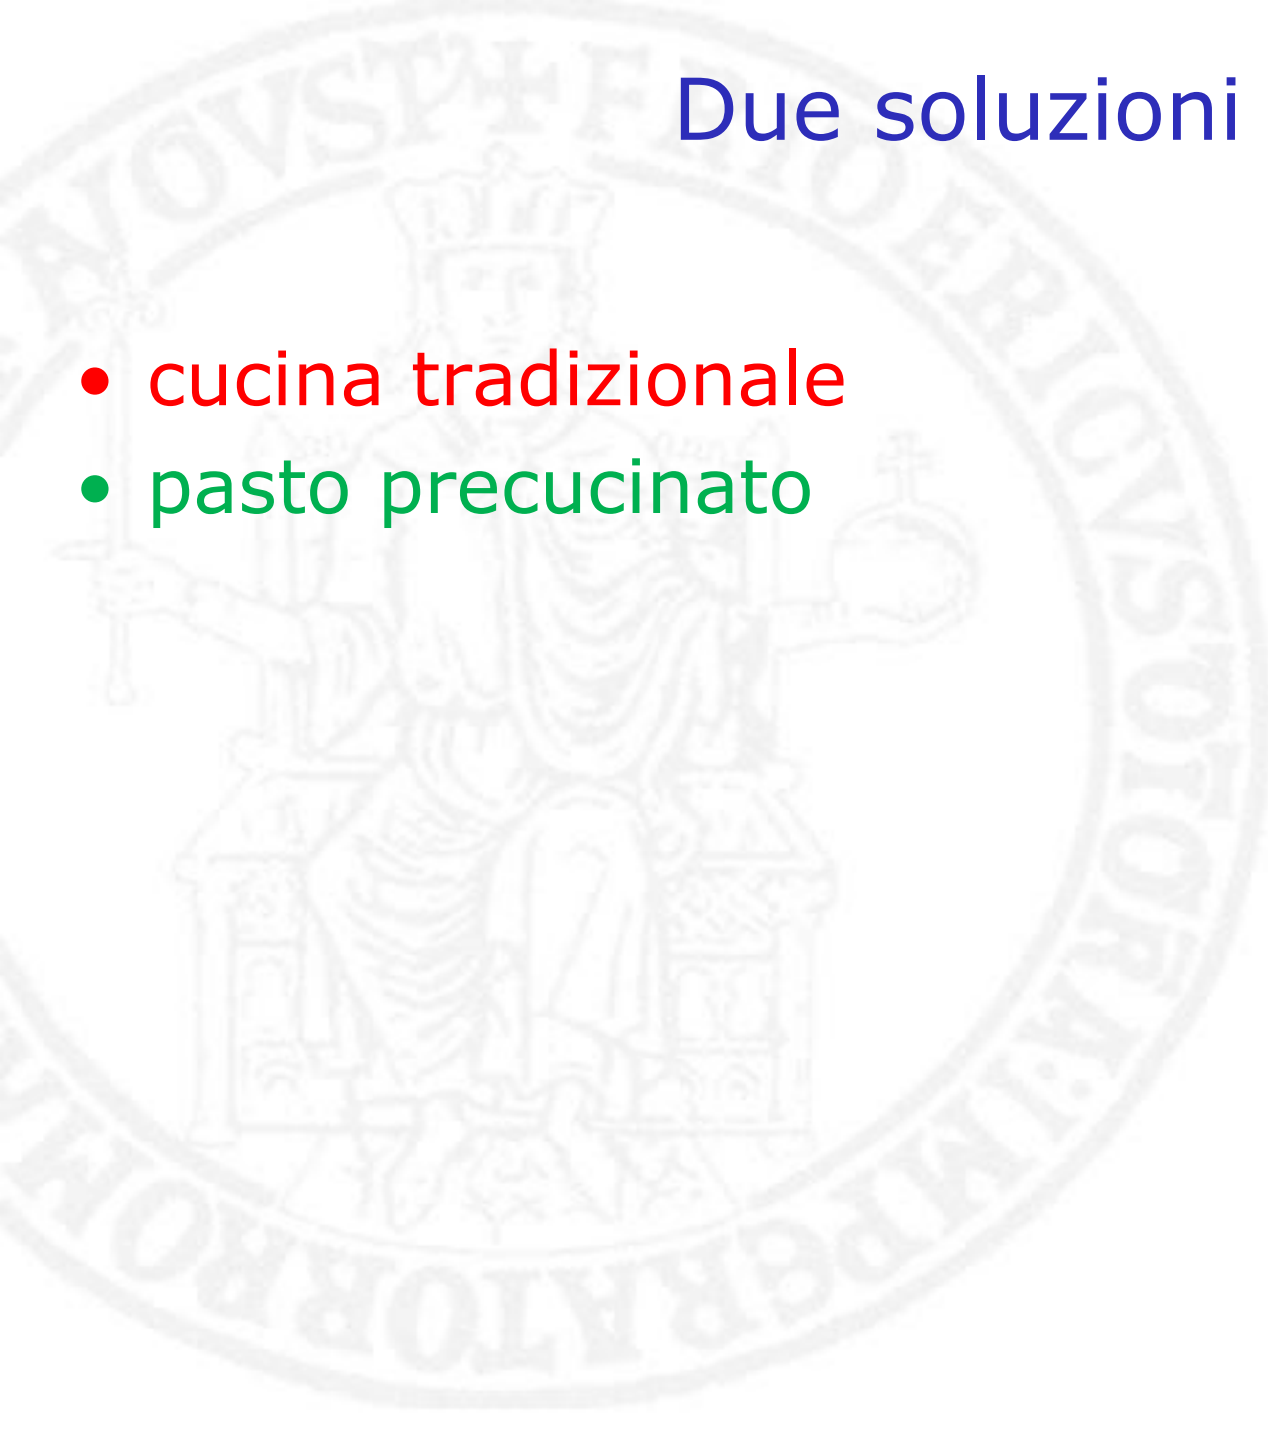 Due soluzioni
• cucina tradizionale
• pasto precucinato